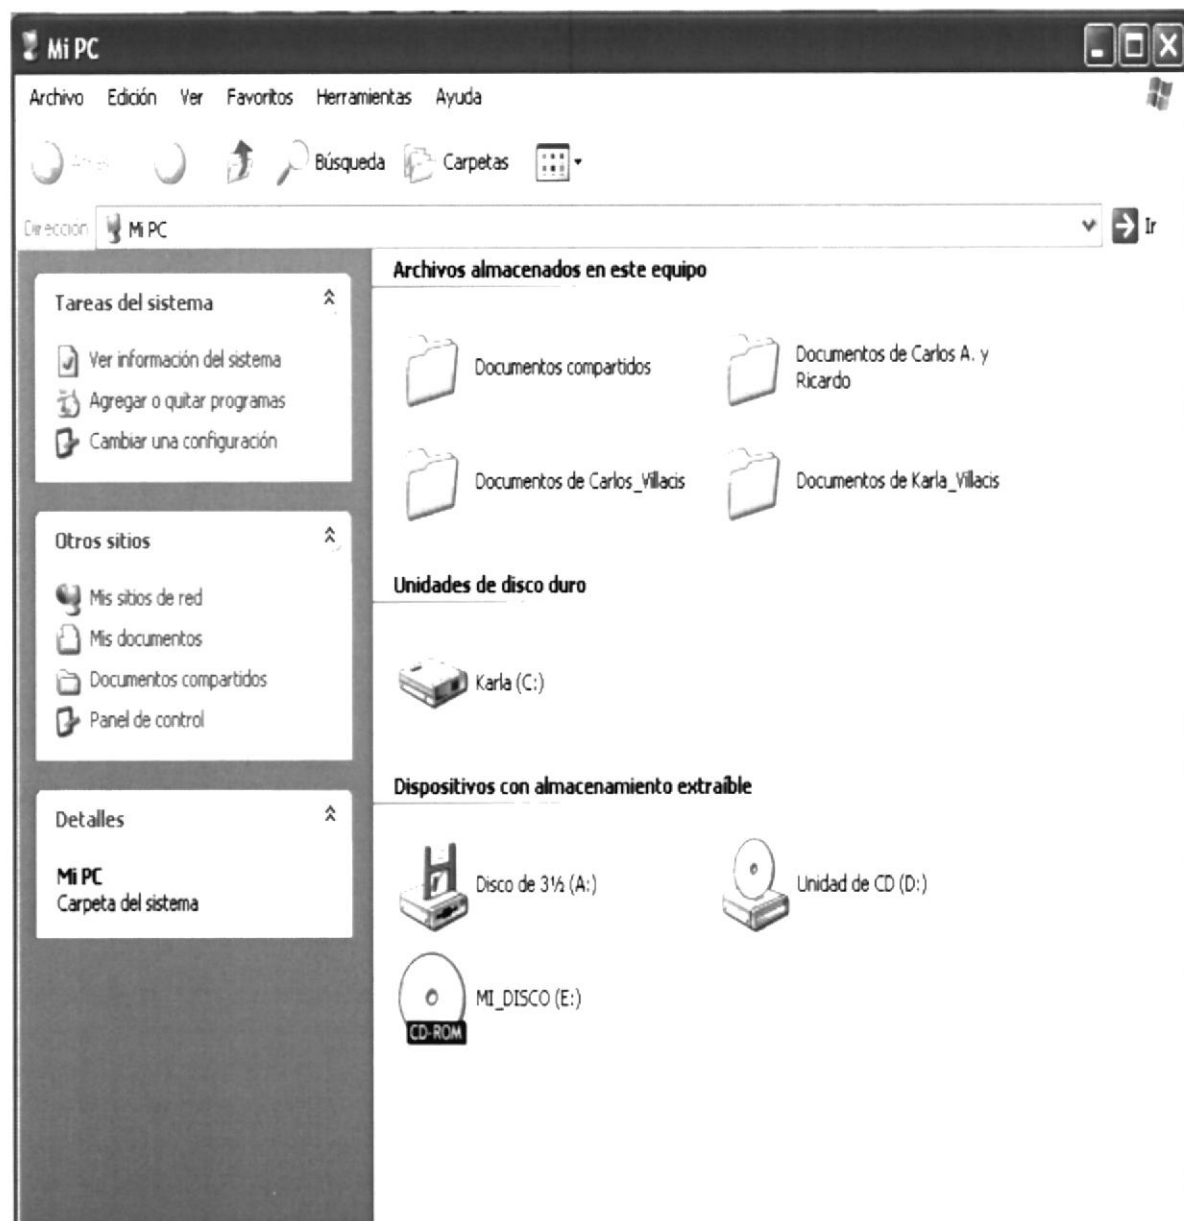 Mi PC
Archivo Edición Ver Favoritos Herramientas Ayuda
Búsqueda Carpetas
Dirección Mi PC Ir
Tareas del sistema
Ver información del sistema
Agregar o quitar programas
Cambiar una configuración
Otros sitios
Mis sitios de red
Mis documentos
Documentos compartidos
Panel de control
Detalles
Mi PC
Carpeta del sistema
Archivos almacenados en este equipo
Documentos compartidos
Documentos de Carlos A. y
Ricardo
Documentos de Carlos_Villacis
Documentos de Karla_Villacis
Unidades de disco duro
Karla (C:)
Dispositivos con almacenamiento extraíble
Disco de 3½ (A:)
Unidad de CD (D:)
MI_DISCO (E:)
CD-ROM